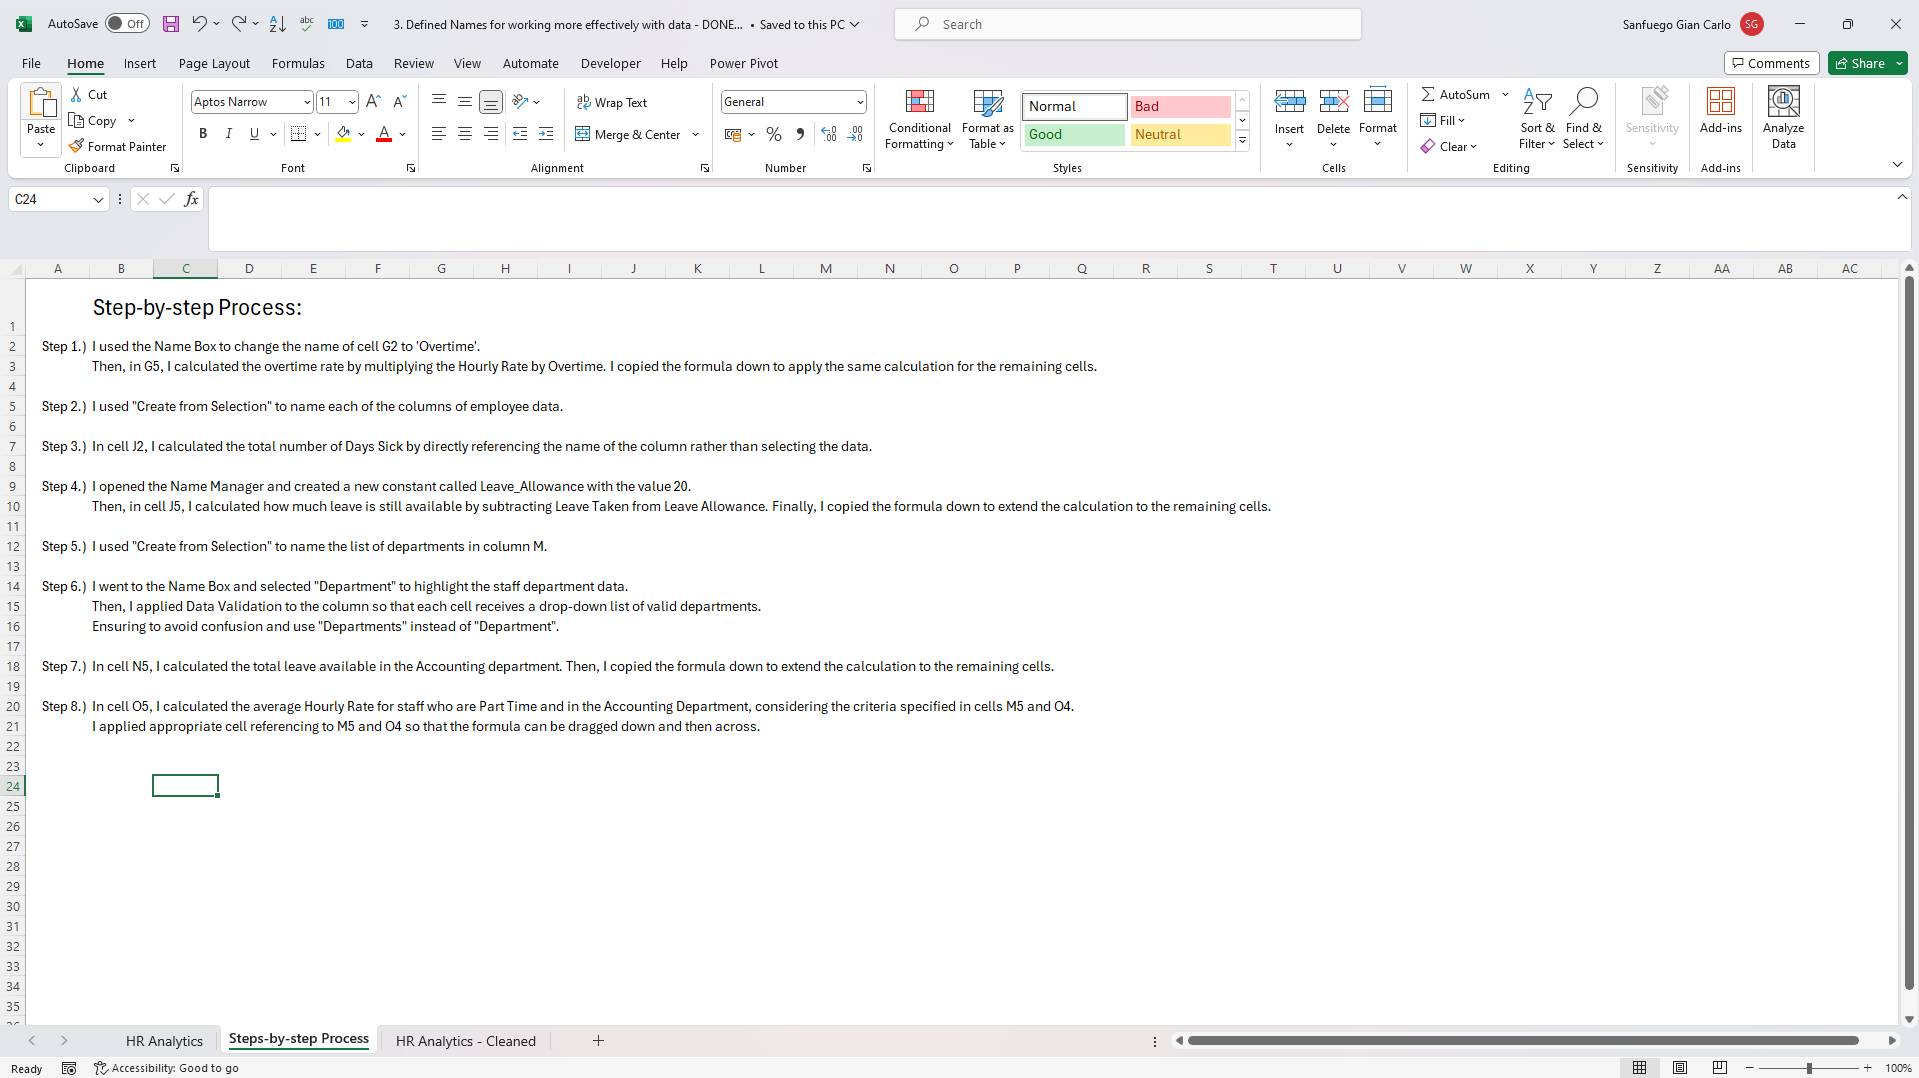 AutoSave Off 3. Defined Names for working more effectively with data - DONE... • Saved to this PC Search Sanfuego Gian Carlo SG
File Home Insert Page Layout Formulas Data Review View Automate Developer Help Power Pivot Comments Share
Paste Cut Copy Format Painter Clipboard
Aptos Narrow 11 B I U Font
Wrap Text Merge & Center Alignment
General Number
Conditional Formatting Format as Table Normal Bad Good Neutral Styles
Insert Delete Format Cells
AutoSum Fill Clear Sort & Filter Find & Select Editing
Sensitivity Sensitivity
Add-ins Add-ins
Analyze Data
C24 fx
A B C D E F G H I J K L M N O P Q R S T U V W X Y Z AA AB AC
1 Step-by-step Process:
2 Step 1.) I used the Name Box to change the name of cell G2 to 'Overtime'.
3 Then, in G5, I calculated the overtime rate by multiplying the Hourly Rate by Overtime. I copied the formula down to apply the same calculation for the remaining cells.
4
5 Step 2.) I used "Create from Selection" to name each of the columns of employee data.
6
7 Step 3.) In cell J2, I calculated the total number of Days Sick by directly referencing the name of the column rather than selecting the data.
8
9 Step 4.) I opened the Name Manager and created a new constant called Leave_Allowance with the value 20.
10 Then, in cell J5, I calculated how much leave is still available by subtracting Leave Taken from Leave Allowance. Finally, I copied the formula down to extend the calculation to the remaining cells.
11
12 Step 5.) I used "Create from Selection" to name the list of departments in column M.
13
14 Step 6.) I went to the Name Box and selected "Department" to highlight the staff department data.
15 Then, I applied Data Validation to the column so that each cell receives a drop-down list of valid departments.
16 Ensuring to avoid confusion and use "Departments" instead of "Department".
17
18 Step 7.) In cell N5, I calculated the total leave available in the Accounting department. Then, I copied the formula down to extend the calculation to the remaining cells.
19
20 Step 8.) In cell O5, I calculated the average Hourly Rate for staff who are Part Time and in the Accounting Department, considering the criteria specified in cells M5 and O4.
21 I applied appropriate cell referencing to M5 and O4 so that the formula can be dragged down and then across.
22
23
24
25
26
27
28
29
30
31
32
33
34
35
HR Analytics Steps-by-step Process HR Analytics - Cleaned
Ready Accessibility: Good to go 100%